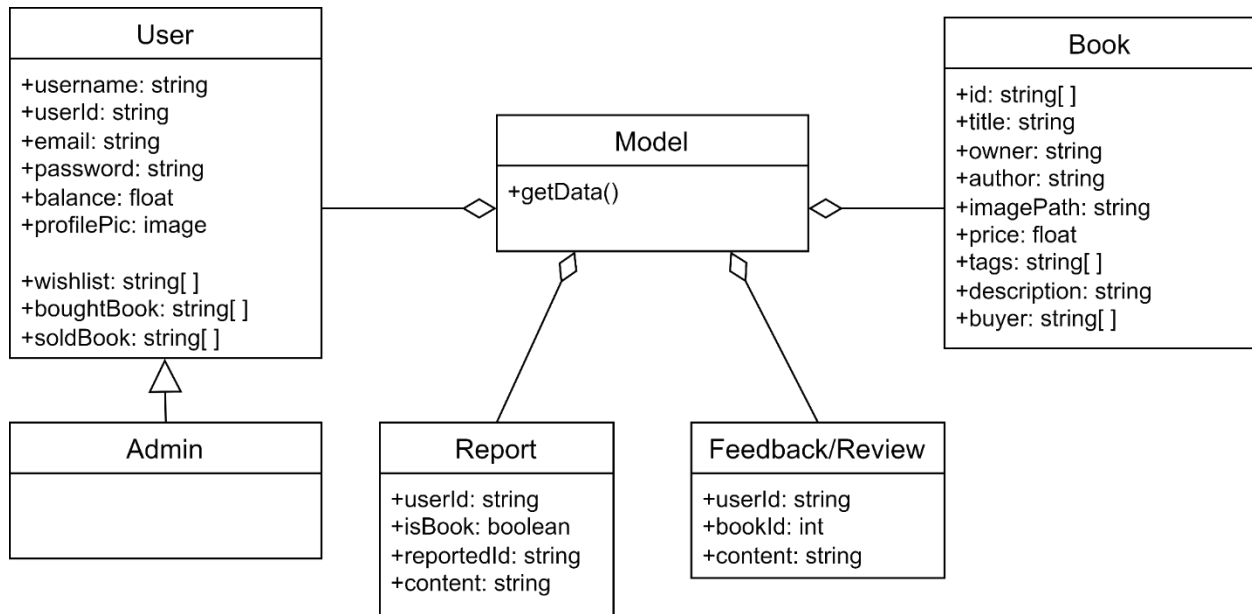 User
+username: string
+userId: string
+email: string
+password: string
+balance: float
+profilePic: image
+wishlist: string[ ]
+boughtBook: string[ ]
+soldBook: string[ ]
Model
+getData()
Book
+id: string[ ]
+title: string
+owner: string
+author: string
+imagePath: string
+price: float
+tags: string[ ]
+description: string
+buyer: string[ ]
Admin
Report
+userId: string
+isBook: boolean
+reportedId: string
+content: string
Feedback/Review
+userId: string
+bookId: int
+content: string